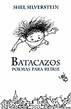 SHEL SILVERSTEIN
BATACAZOS
POEMAS PARA REÍRSE